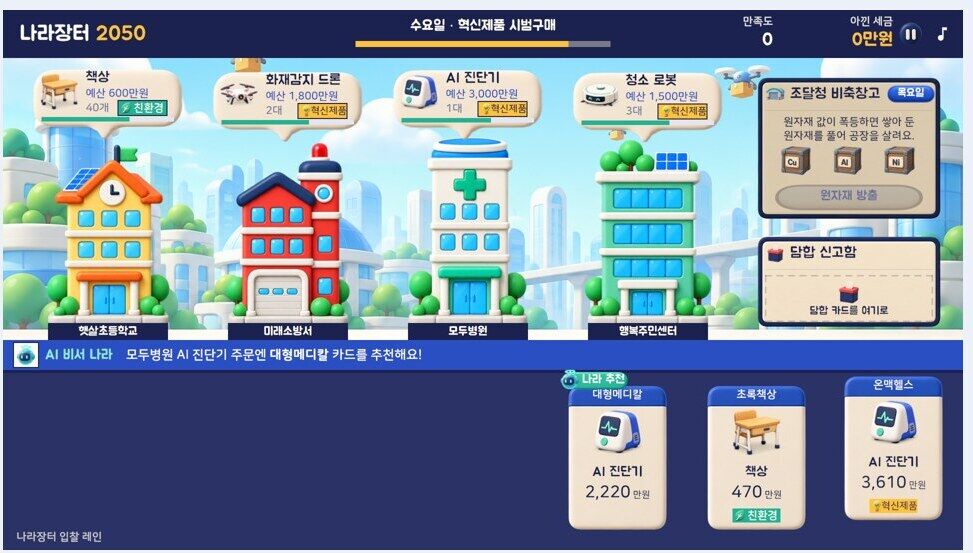 나라장터 2050
수요일 · 혁신제품 시범구매
만족도
0
아낀 세금
0만원
책상
예산 600만원
40개 친환경
화재감지 드론
예산 1,800만원
2대 혁신제품
AI 진단기
예산 3,000만원
1대 혁신제품
청소 로봇
예산 1,500만원
3대 혁신제품
조달청 비축창고 목요일
원자재 값이 폭등하면 쌓아 둔
원자재를 풀어 공장을 살려요.
Cu Al Ni
원자재 방출
담합 신고함
담합 카드를 여기로
햇살초등학교
미래소방서
모두병원
행복주민센터
AI 비서 나라 모두병원 AI 진단기 주문엔 대형메디칼 카드를 추천해요!
나라 추천
대형메디칼
AI 진단기
2,220 만원
초록책상
책상
470 만원
친환경
온맥헬스
AI 진단기
3,610 만원
혁신제품
나라장터 입찰 레인